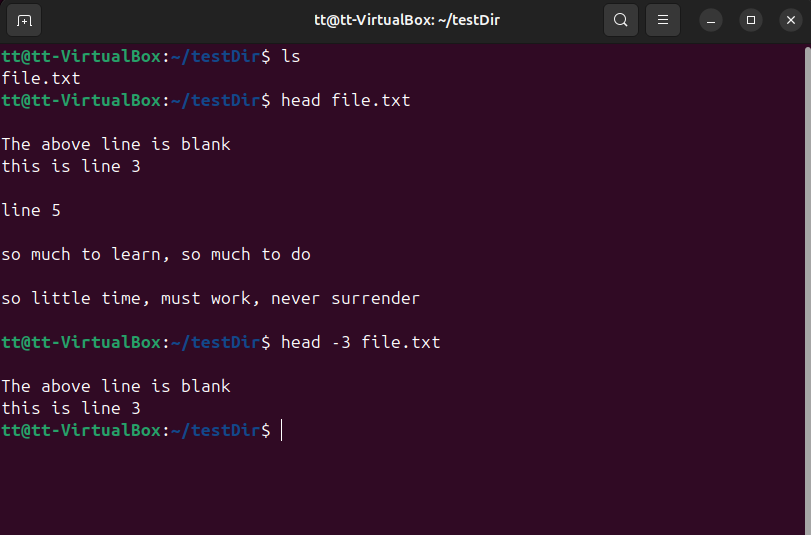 tt@tt-VirtualBox: ~/testDir
tt@tt-VirtualBox:~/testDir$ ls
file.txt
tt@tt-VirtualBox:~/testDir$ head file.txt

The above line is blank
this is line 3

line 5

so much to learn, so much to do

so little time, must work, never surrender

tt@tt-VirtualBox:~/testDir$ head -3 file.txt

The above line is blank
this is line 3
tt@tt-VirtualBox:~/testDir$